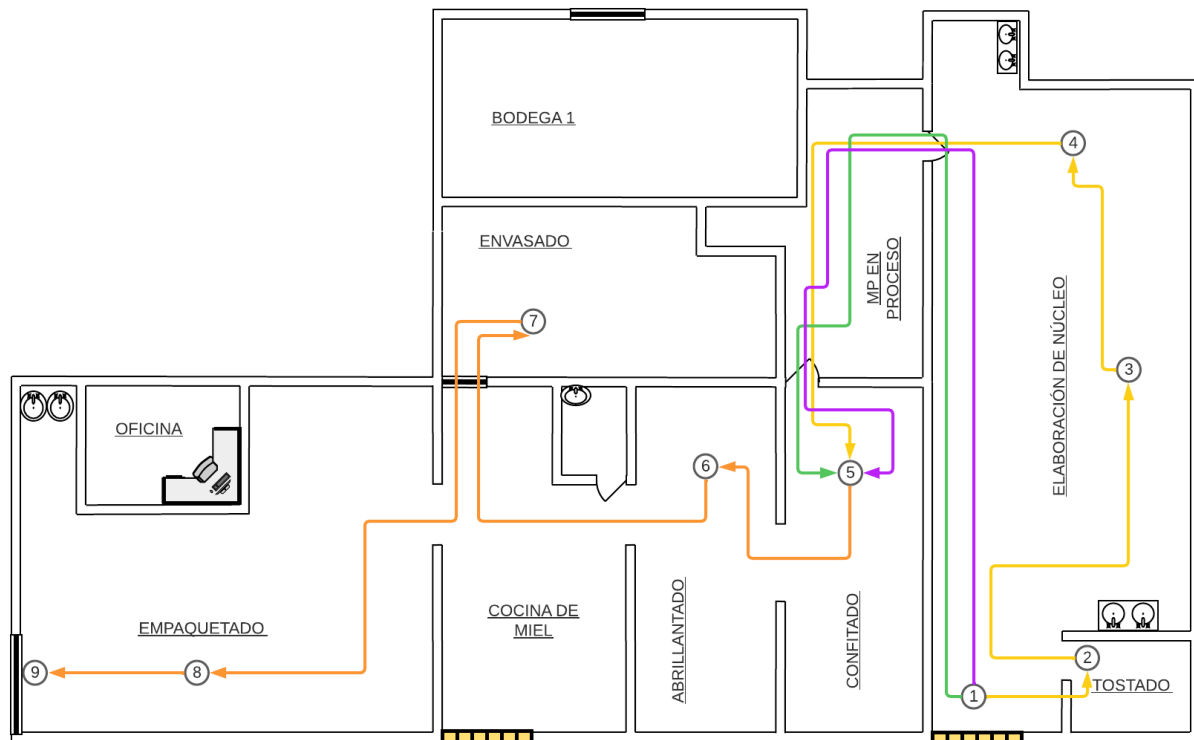 BODEGA 1
4
ENVASADO
MP EN
PROCESO
ELABORACIÓN DE NÚCLEO
7
3
OFICINA
6
5
COCINA DE
MIEL
EMPAQUETADO
ABRILLANTADO
CONFITADO
9
8
2
TOSTADO
1